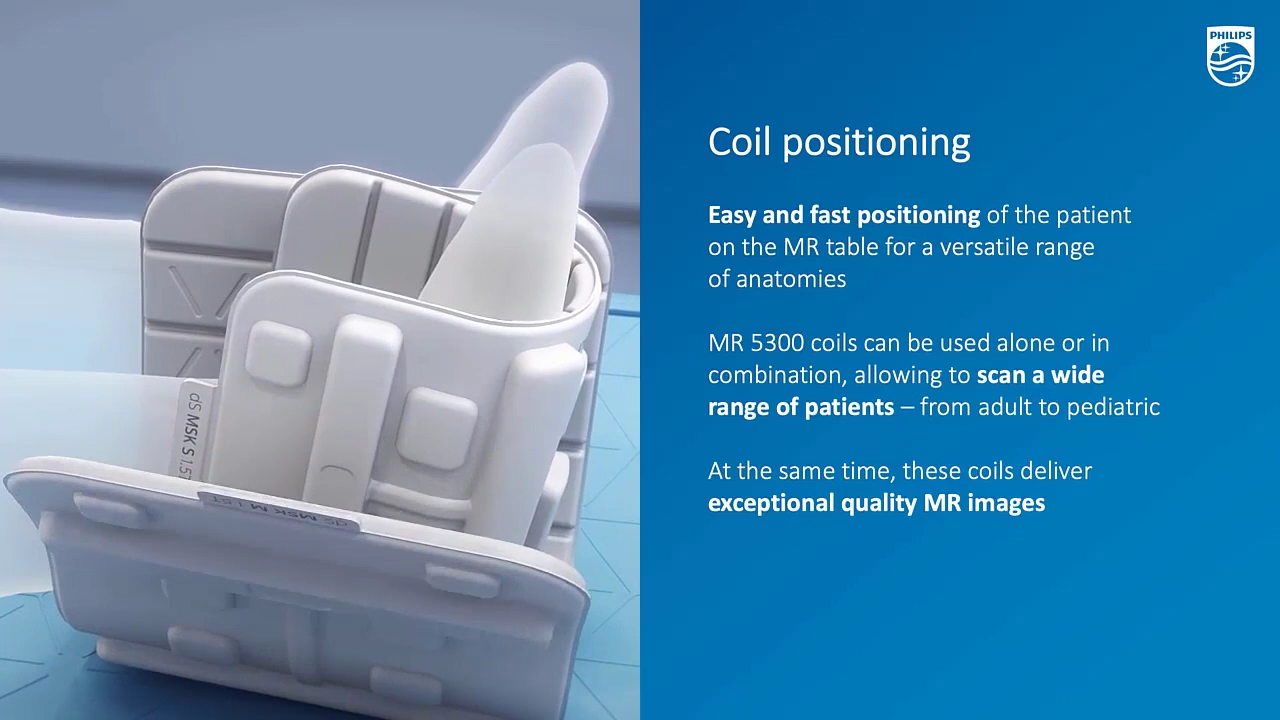 PHILIPS
Coil positioning
Easy and fast positioning of the patient
on the MR table for a versatile range
of anatomies
MR 5300 coils can be used alone or in
combination, allowing to scan a wide
range of patients – from adult to pediatric
At the same time, these coils deliver
exceptional quality MR images
dS MSK S 1.5T
dS MSK M 1.5T